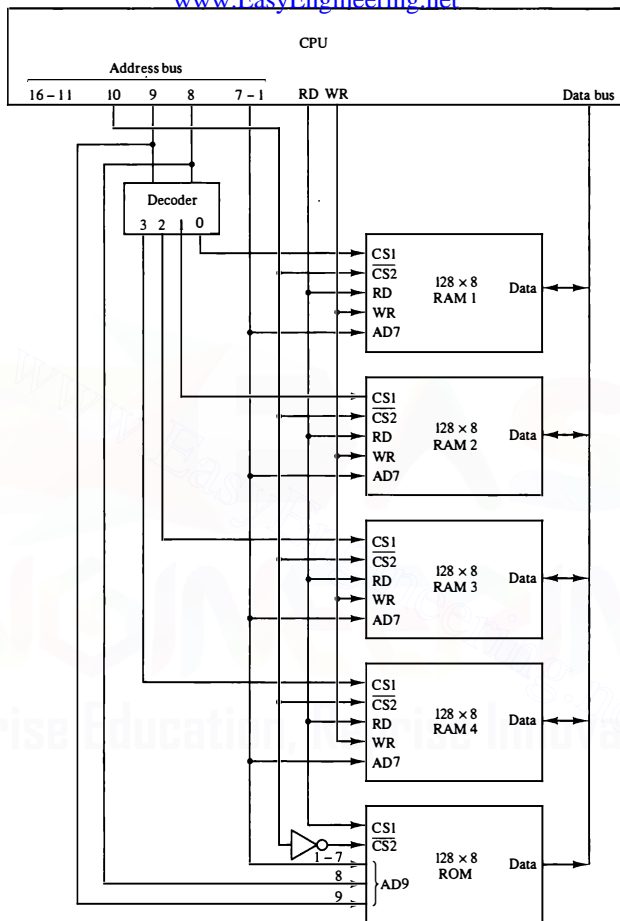 www.EasyEngineering.net
CPU
Address bus
16 – 11 10 9 8 7 – 1 RD WR Data bus
Decoder
3 2 1 0
CS1
CS2
RD
WR
AD7
128 × 8
RAM 1
Data
CS1
CS2
RD
WR
AD7
128 × 8
RAM 2
Data
CS1
CS2
RD
WR
AD7
128 × 8
RAM 3
Data
CS1
CS2
RD
WR
AD7
128 × 8
RAM 4
Data
CS1
CS2
1 – 7
8
9
AD9
128 × 8
ROM
Data